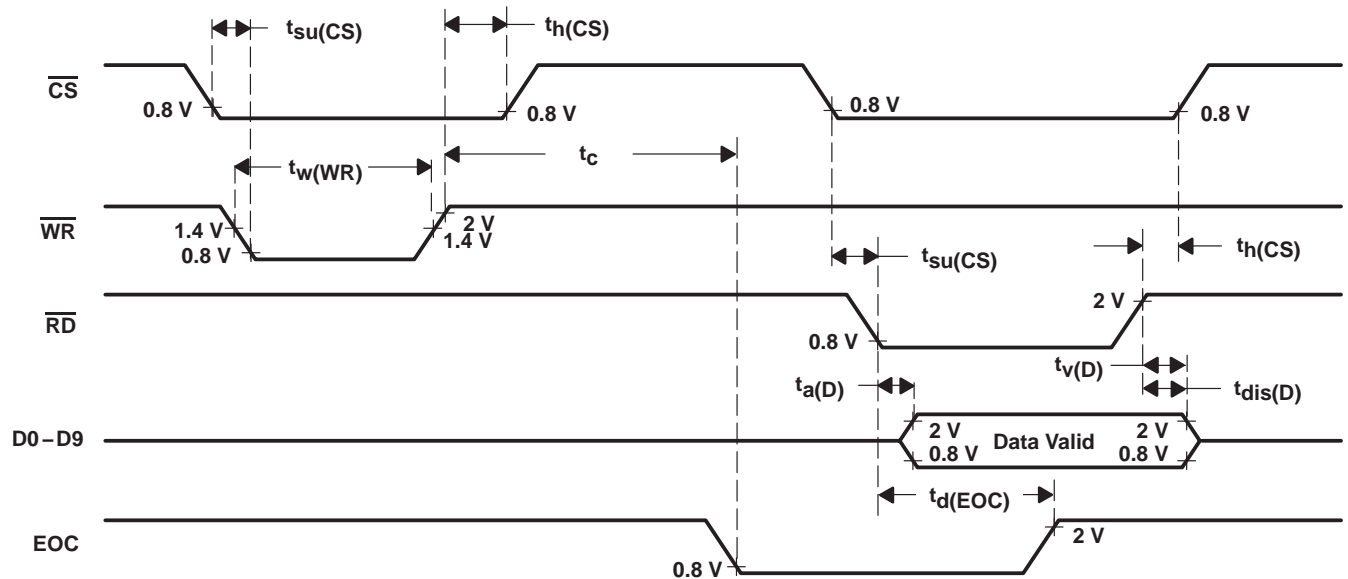 tsu(CS)
th(CS)
CS
0.8 V
0.8 V
0.8 V
0.8 V
tw(WR)
tc
WR
1.4 V
0.8 V
2 V
1.4 V
tsu(CS)
th(CS)
RD
0.8 V
2 V
ta(D)
tv(D)
tdis(D)
D0–D9
2 V
0.8 V
Data Valid
2 V
0.8 V
td(EOC)
EOC
0.8 V
2 V